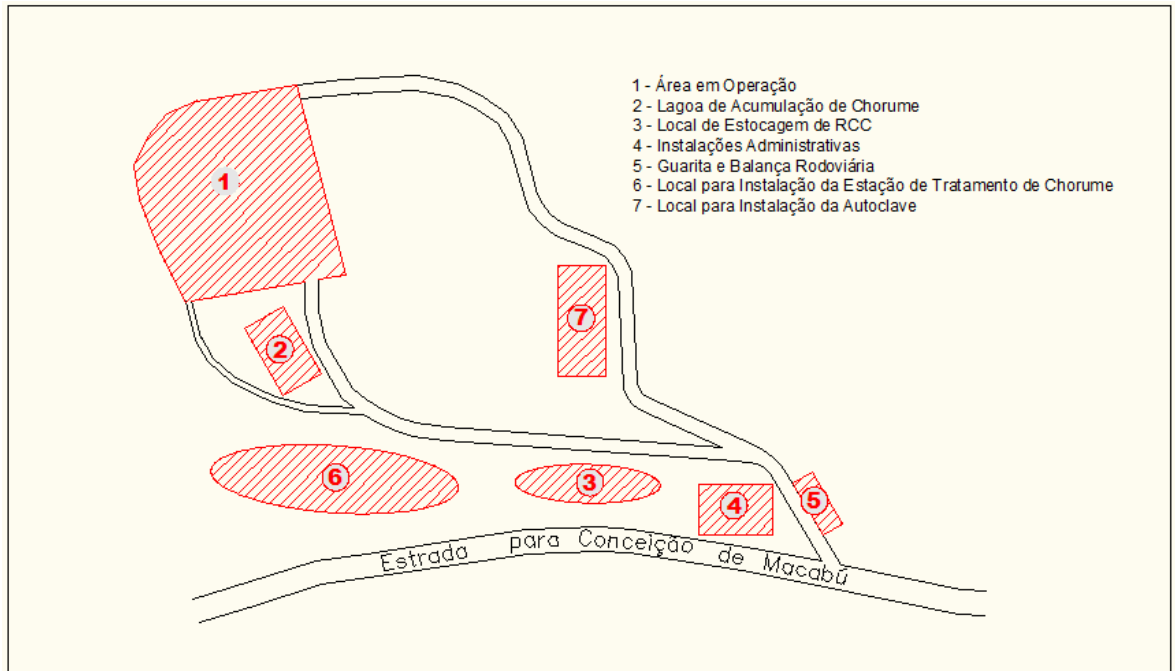 1 - Área em Operação
2 - Lagoa de Acumulação de Chorume
3 - Local de Estocagem de RCC
4 - Instalações Administrativas
5 - Guarita e Balança Rodoviária
6 - Local para Instalação da Estação de Tratamento de Chorume
7 - Local para Instalação da Autoclave
1
2
7
6
3
4
5
Estrada para Conceição de Macabú